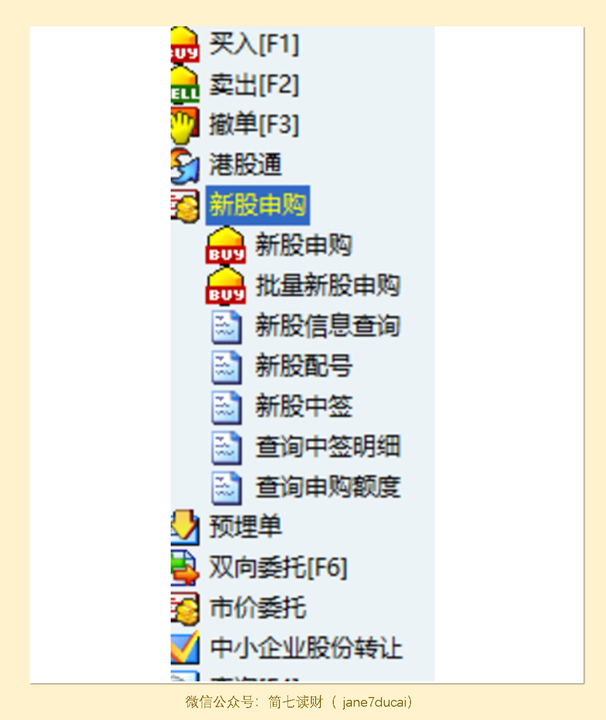 BUY 买入[F1]
ELL 卖出[F2]
撤单[F3]
港股通
新股申购
BUY 新股申购
BUY 批量新股申购
新股信息查询
新股配号
新股中签
查询中签明细
查询申购额度
预埋单
双向委托[F6]
市价委托
中小企业股份转让
微信公众号：简七读财（ jane7ducai）